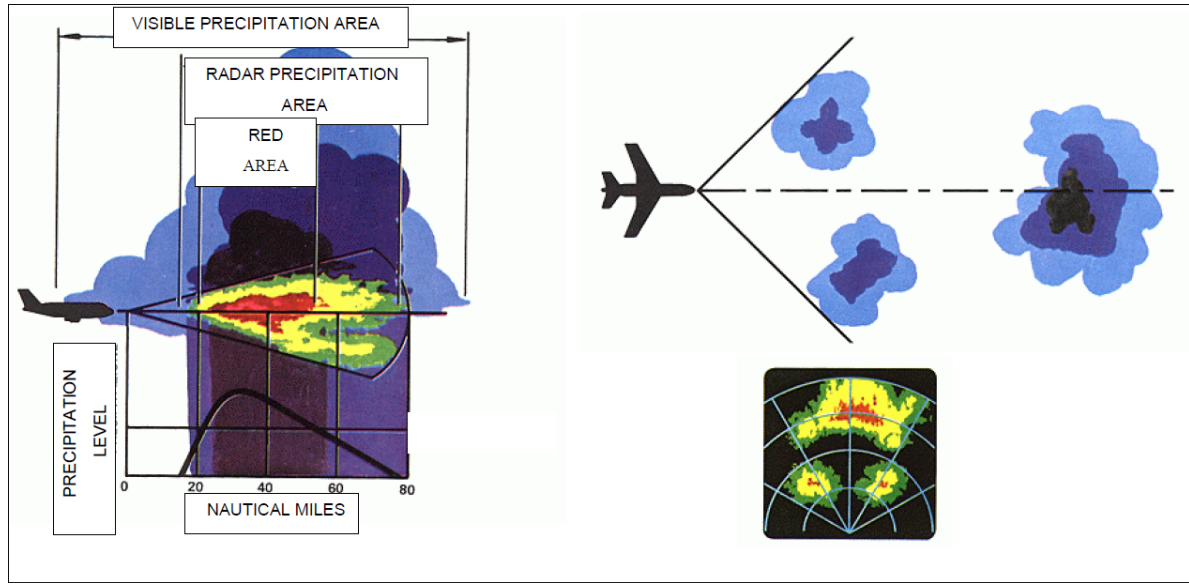 VISIBLE PRECIPITATION AREA
RADAR PRECIPITATION
AREA
RED
AREA
PRECIPITATION
LEVEL
0 20 40 60 80
NAUTICAL MILES